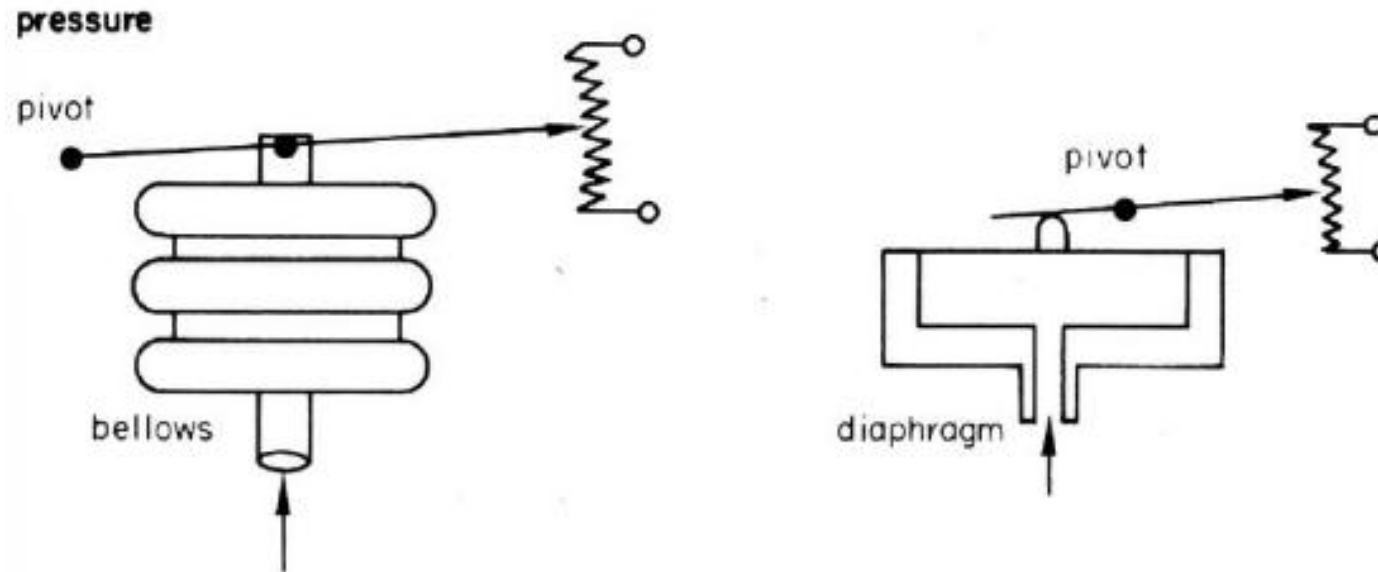 pressure
pivot
pivot
bellows
diaphragm